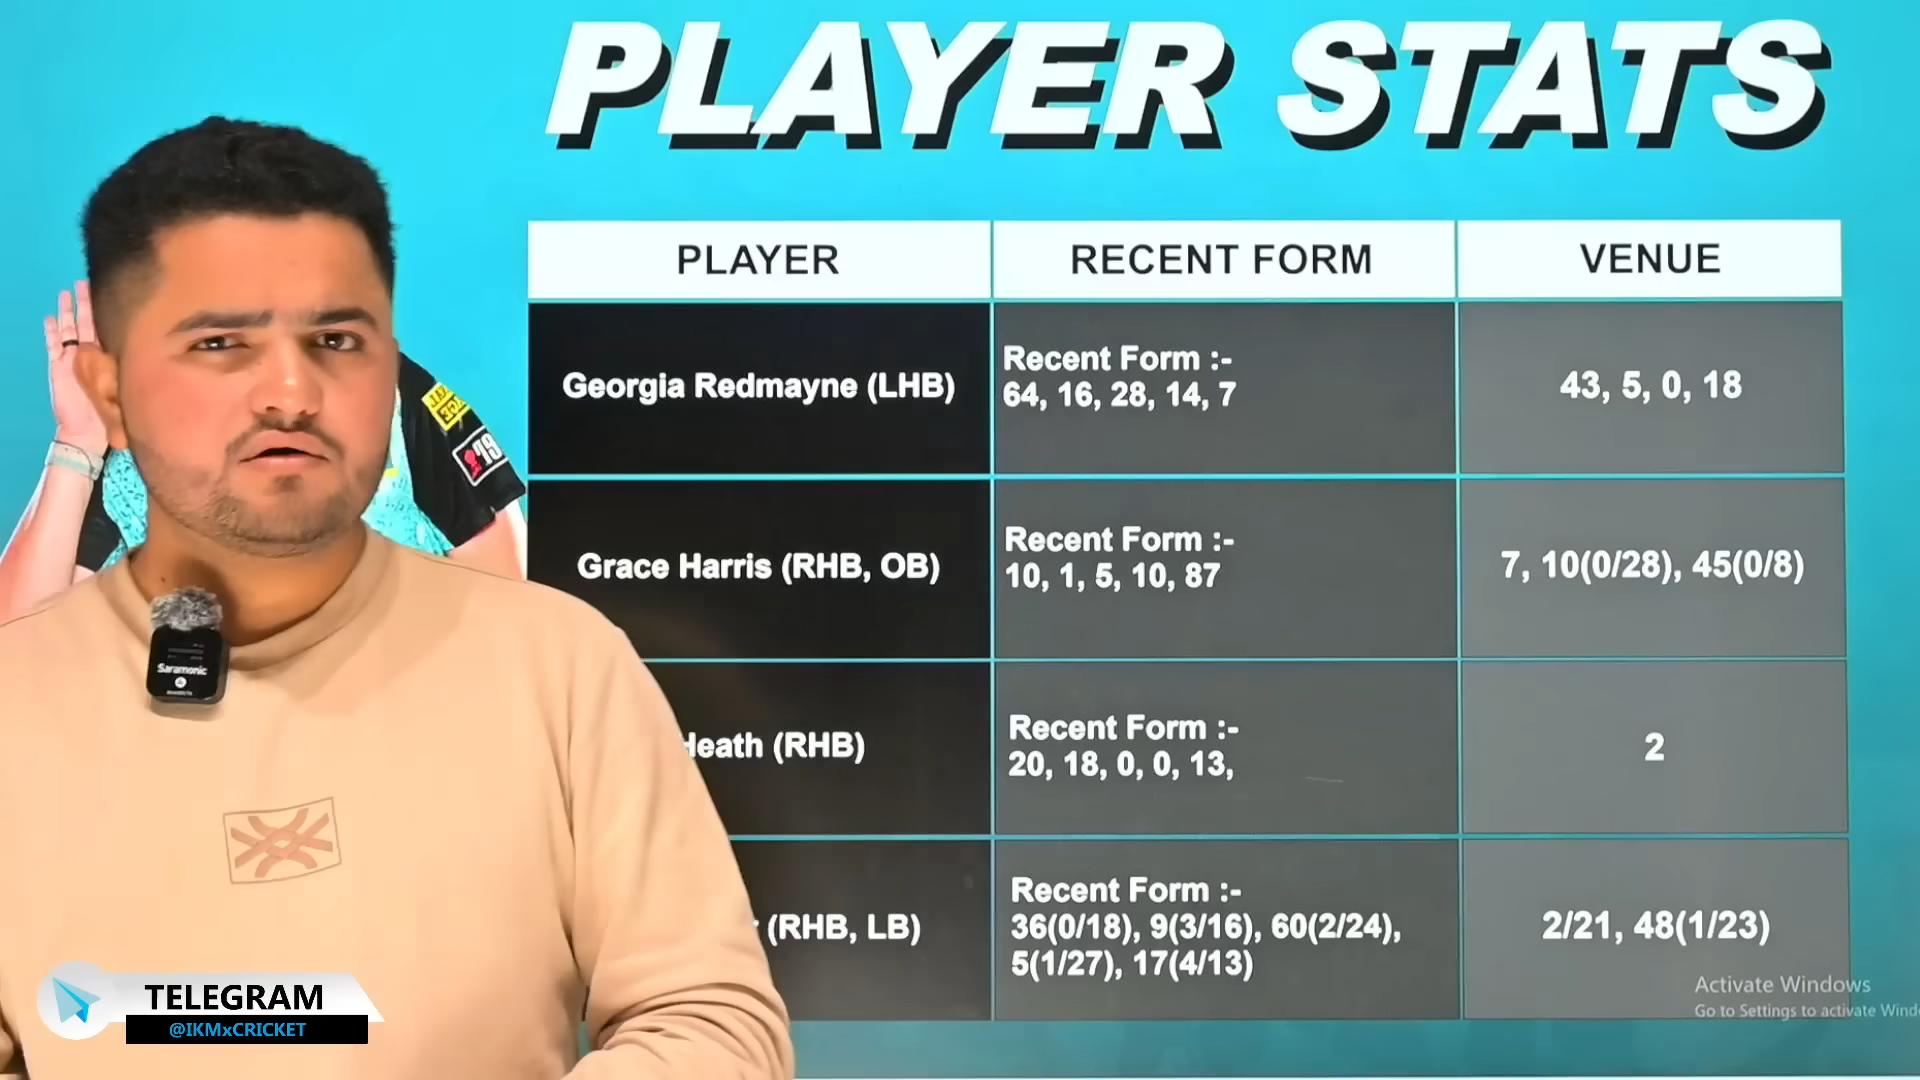 PLAYER STATS
PLAYER
RECENT FORM
VENUE
Georgia Redmayne (LHB)
Recent Form :-
64, 16, 28, 14, 7
43, 5, 0, 18
Grace Harris (RHB, OB)
Recent Form :-
10, 1, 5, 10, 87
7, 10(0/28), 45(0/8)
Heath (RHB)
Recent Form :-
20, 18, 0, 0, 13,
2
(RHB, LB)
Recent Form :-
36(0/18), 9(3/16), 60(2/24),
5(1/27), 17(4/13)
2/21, 48(1/23)
Saramonic
TELEGRAM
@IKMxCRICKET
Activate Windows
Go to Settings to activate Wind